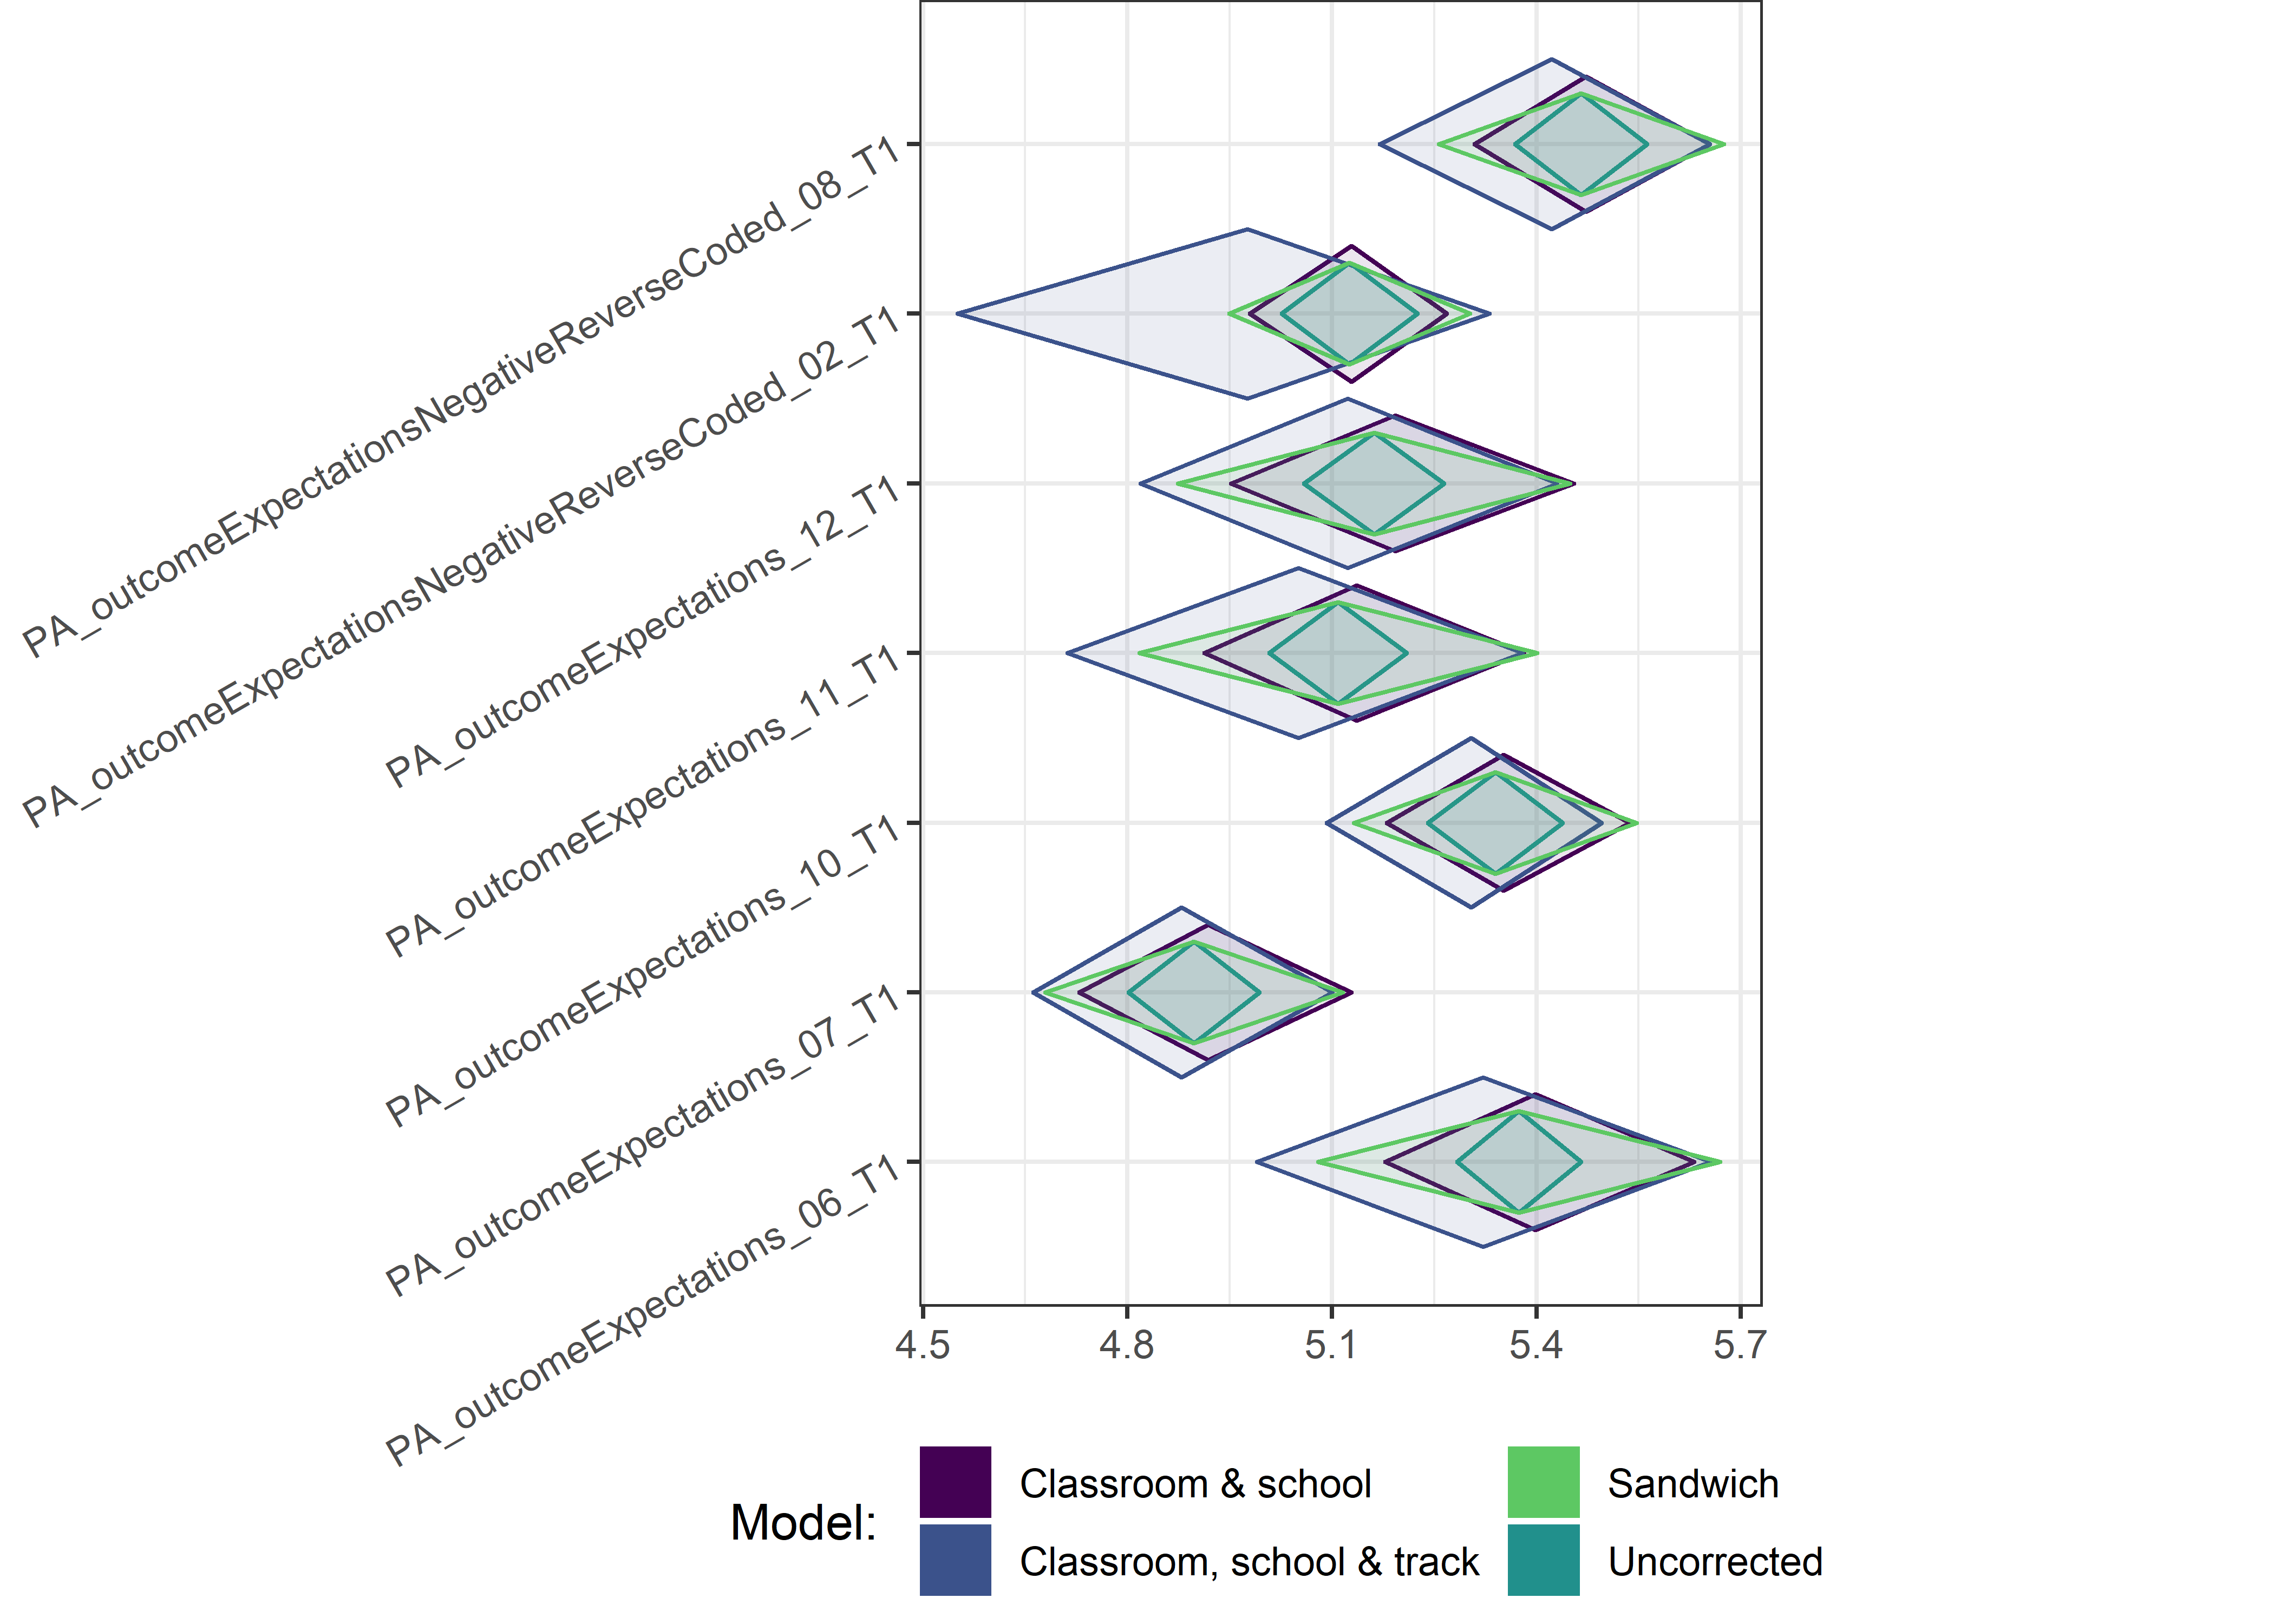 PA_outcomeExpectationsNegativeReverseCoded_08_T1
PA_outcomeExpectationsNegativeReverseCoded_02_T1
PA_outcomeExpectations_12_T1
PA_outcomeExpectations_11_T1
PA_outcomeExpectations_10_T1
PA_outcomeExpectations_07_T1
PA_outcomeExpectations_06_T1
4.5 4.8 5.1 5.4 5.7
Model:
Classroom & school
Classroom, school & track
Sandwich
Uncorrected